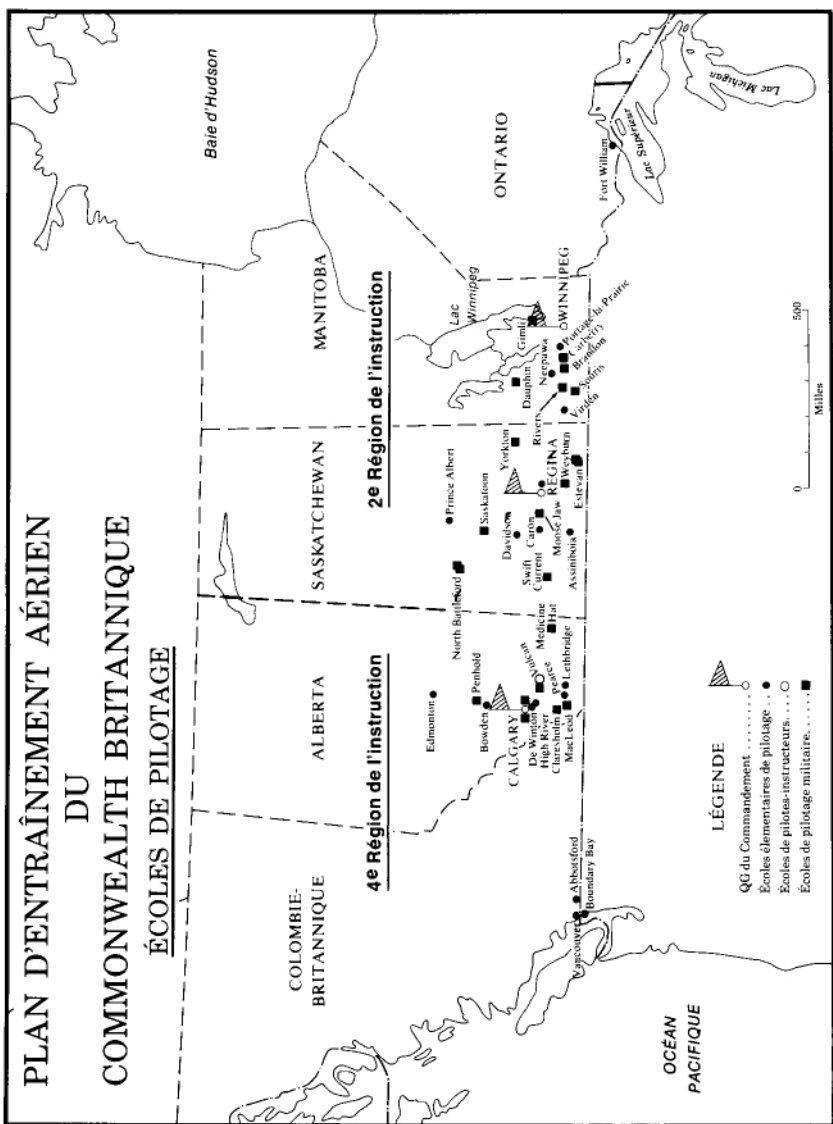 PLAN D'ENTRAÎNEMENT AÉRIEN
DU
COMMONWEALTH BRITANNIQUE
ÉCOLES DE PILOTAGE
Baie d'Hudson
COLOMBIE-
BRITANNIQUE
ALBERTA
SASKATCHEWAN
MANITOBA
ONTARIO
4e Région de l'instruction
2e Région de l'instruction
Lac
Winnipeg
Edmonton
Penhold
Bowden
CALGARY
De Winton
High River
Claresholm
MacLeod
Vulcan
Pearce
Lethbridge
Medicine
Hat
North Battleford
Prince Albert
Saskatoon
Davidson
Swift
Current
Caron
Moose Jaw
Assiniboia
Yorkton
REGINA
Weyburn
Estevan
Dauphin
Gimli
Neepawa
Rivers
WINNIPEG
Portage-la-Prairie
Carberry
Brandon
Souris
Virden
Fort William
Lac Supérieur
Lac Michigan
Vancouver
Abbotsford
Boundary Bay
OCÉAN
PACIFIQUE
LÉGENDE
QG du Commandement ........
Écoles élementaires de pilotage ..
Écoles de pilotes-instructeurs....
Écoles de pilotage militaire......
0
500
Milles